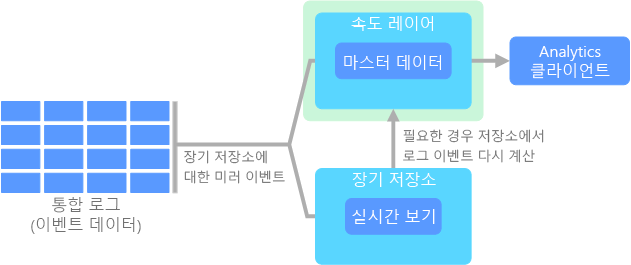 속도 레이어
마스터 데이터
Analytics
클라이언트
필요한 경우 저장소에서
로그 이벤트 다시 계산
장기 저장소에
대한 미러 이벤트
장기 저장소
실시간 보기
통합 로그
(이벤트 데이터)